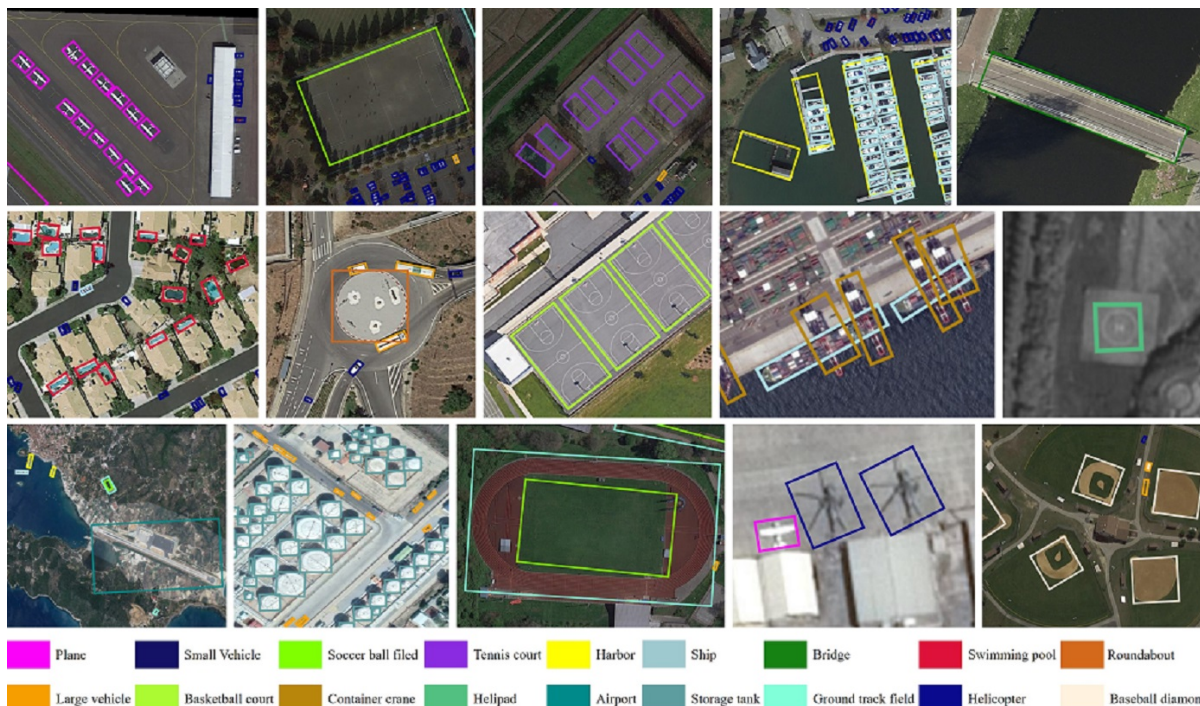 Plane Small Vehicle Soccer ball filed Tennis court Harbor Ship Bridge Swimming pool Roundabout
Large vehicle Basketball court Container crane Helipad Airport Storage tank Ground track field Helicopter Baseball diamon